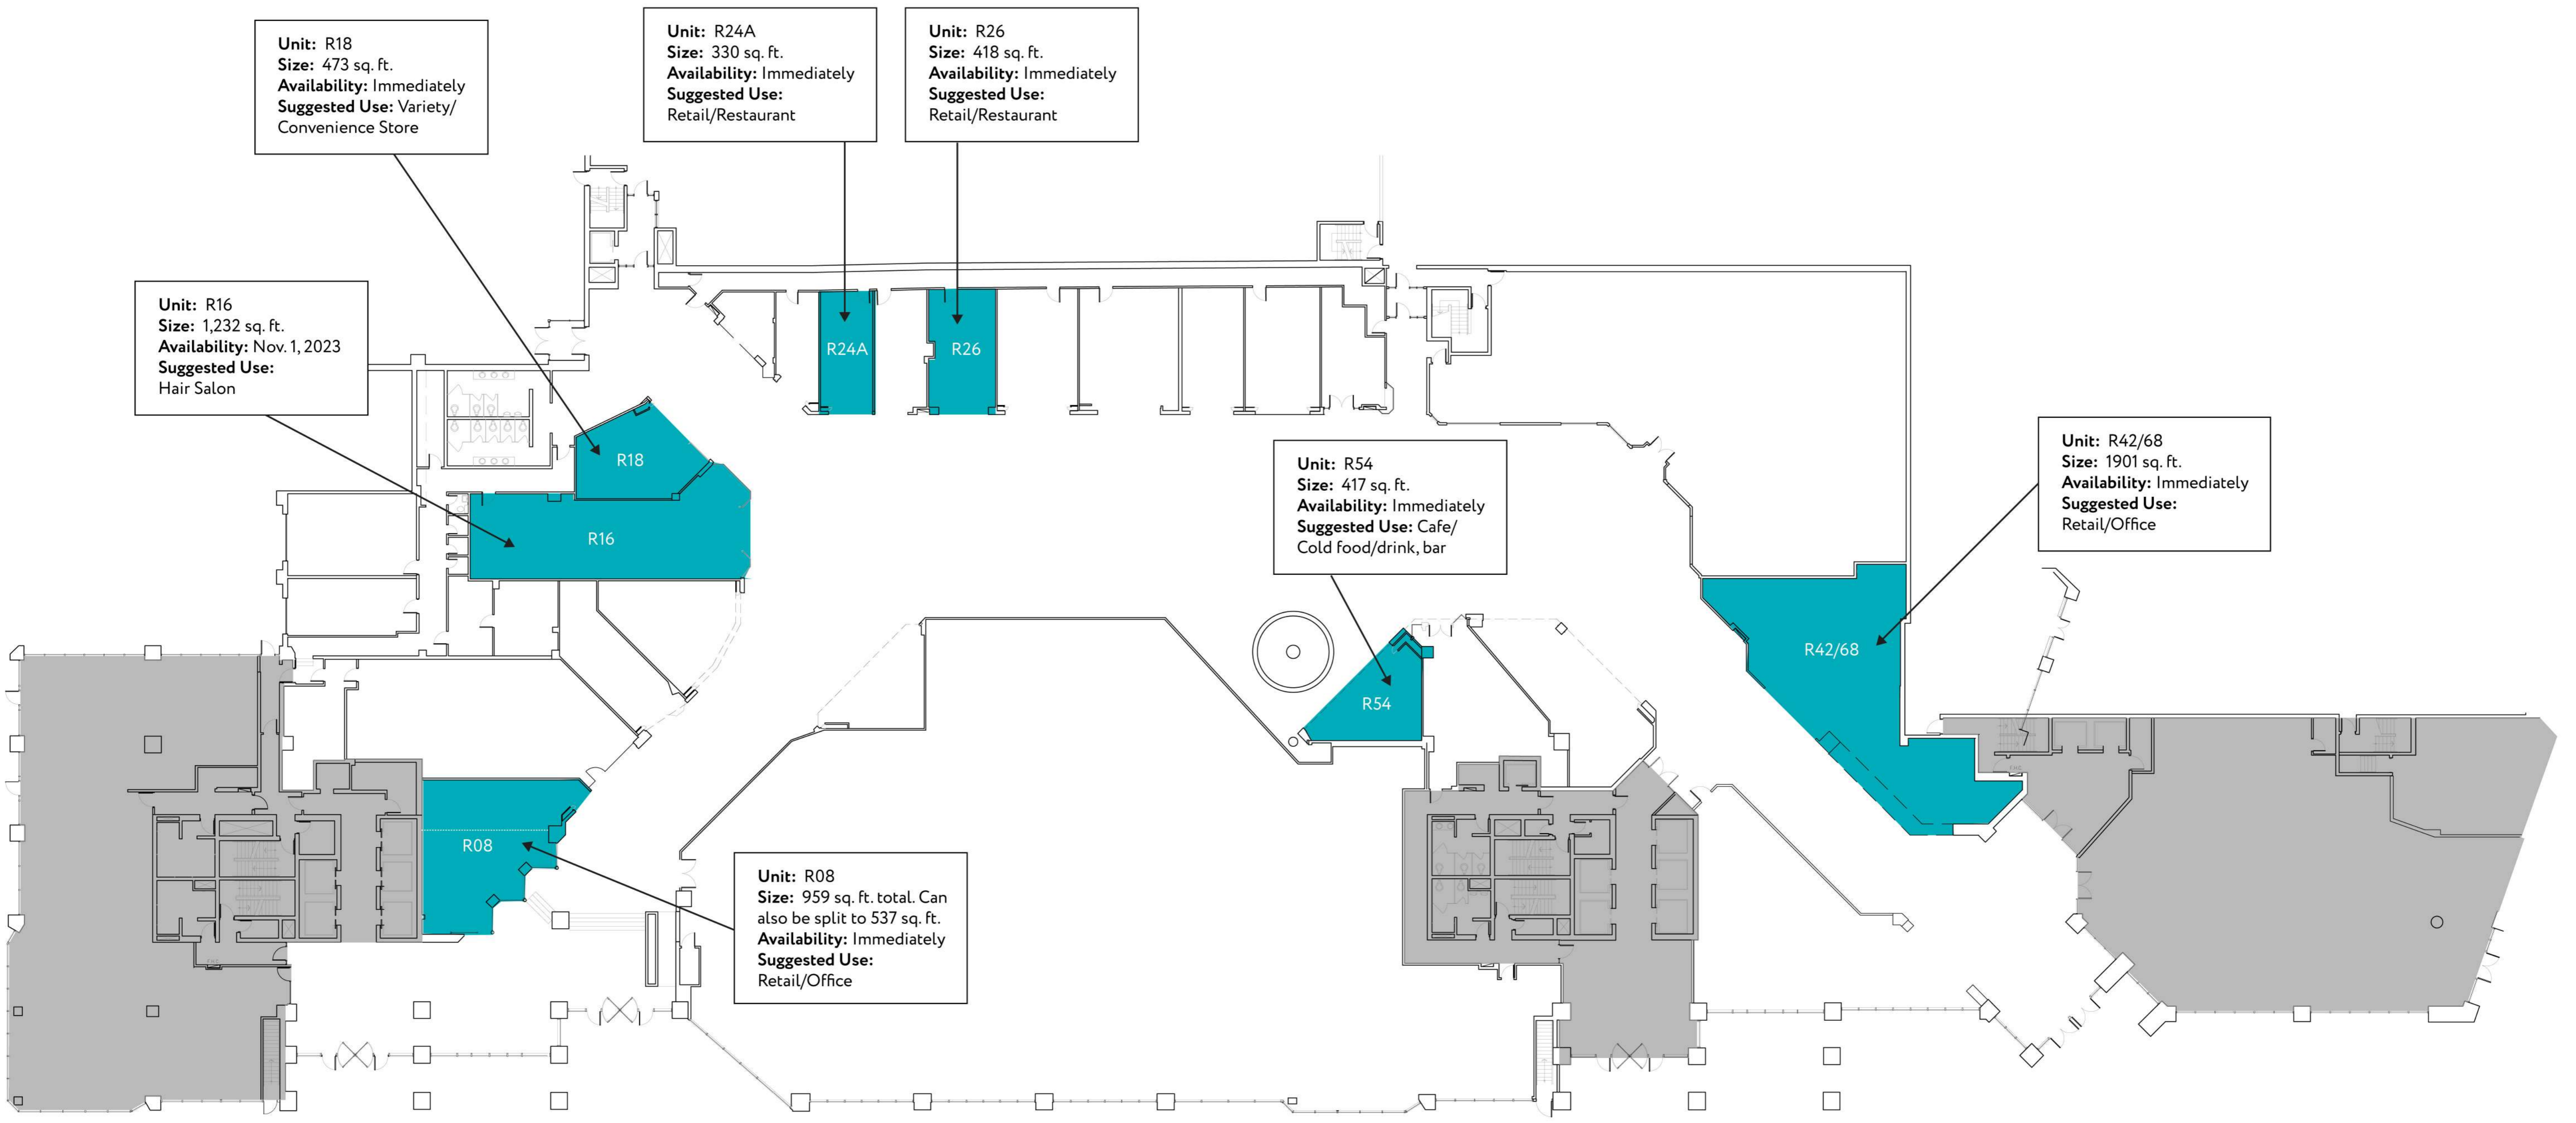 Unit: R18
Size: 473 sq. ft.
Availability: Immediately
Suggested Use: Variety/
Convenience Store
Unit: R24A
Size: 330 sq. ft.
Availability: Immediately
Suggested Use:
Retail/Restaurant
Unit: R26
Size: 418 sq. ft.
Availability: Immediately
Suggested Use:
Retail/Restaurant
Unit: R16
Size: 1,232 sq. ft.
Availability: Nov. 1, 2023
Suggested Use:
Hair Salon
R24A
R26
R18
R16
Unit: R54
Size: 417 sq. ft.
Availability: Immediately
Suggested Use: Cafe/
Cold food/drink, bar
Unit: R42/68
Size: 1901 sq. ft.
Availability: Immediately
Suggested Use:
Retail/Office
R42/68
R54
R08
Unit: R08
Size: 959 sq. ft. total. Can
also be split to 537 sq. ft.
Availability: Immediately
Suggested Use:
Retail/Office